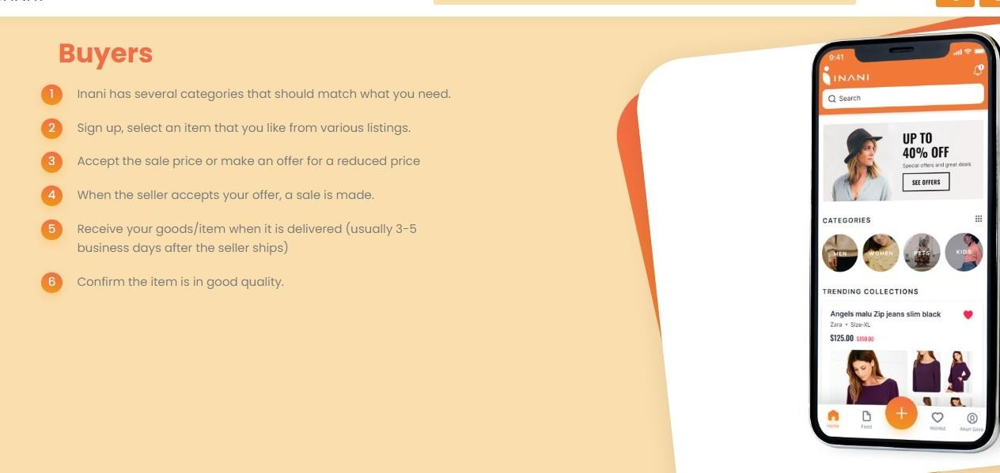 Buyers
1 Inani has several categories that should match what you need.
2 Sign up, select an item that you like from various listings.
3 Accept the sale price or make an offer for a reduced price
4 When the seller accepts your offer, a sale is made.
5 Receive your goods/item when it is delivered (usually 3-5
business days after the seller ships)
6 Confirm the item is in good quality.
9:41
INANI
1
Search
UP TO
40% OFF
Special offers and great deals
SEE OFFERS
CATEGORIES
MEN WOMEN PETS KIDS
TRENDING COLLECTIONS
Angels malu Zip jeans slim black
Zara • Size-XL
$125.00 $150.00
Home Feed Wishlist Akun Saya